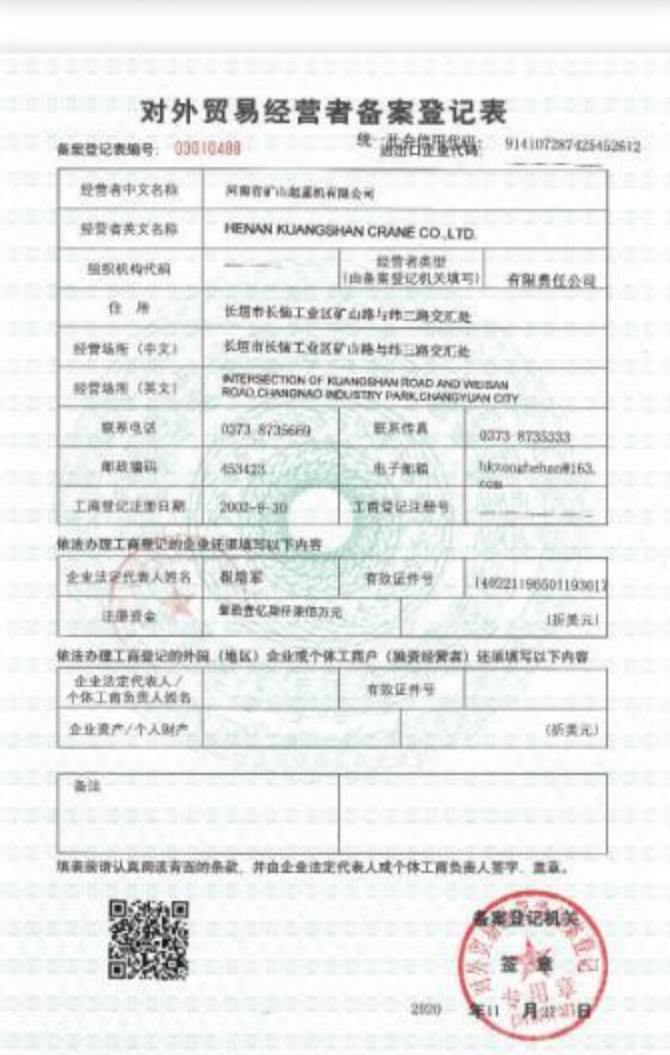 对外贸易经营者备案登记表
备案登记表编号： 03010488
统一社会信用代码：
进出口企业代码： 914107287425452612
经营者中文名称 河南省矿山起重机有限公司
经营者英文名称 HENAN KUANGSHAN CRANE CO.,LTD.
组织机构代码 经营者类型
(由备案登记机关填写) 有限责任公司
住 所 长垣市长恼工业区矿山路与纬三路交汇处
经营场所（中文） 长垣市长恼工业区矿山路与纬三路交汇处
经营场所（英文） INTERSECTION OF KUANGSHAN ROAD AND WEISAN
ROAD,CHANGNAO INDUSTRY PARK,CHANGYUAN CITY
联系电话 0373-8735669 联系传真 0373-8735333
邮政编码 453423 电子邮箱 hkzonghehan@163.
com
工商登记注册日期 2002-9-30 工商登记注册号
依法办理工商登记的企业还须填写以下内容
企业法定代表人姓名 有效证件号
注册资金 (折美元)
依法办理工商登记的外国（地区）企业或个体工商户（独资经营者）还须填写以下内容
企业法定代表人/
个体工商负责人姓名 有效证件号
企业资产/个人财产 (折美元)
备注
填表前请认真阅读背面的条款，并由企业法定代表人或个体工商负责人签字、盖章。
备案登记机关
签 章
2020 年11 月 日